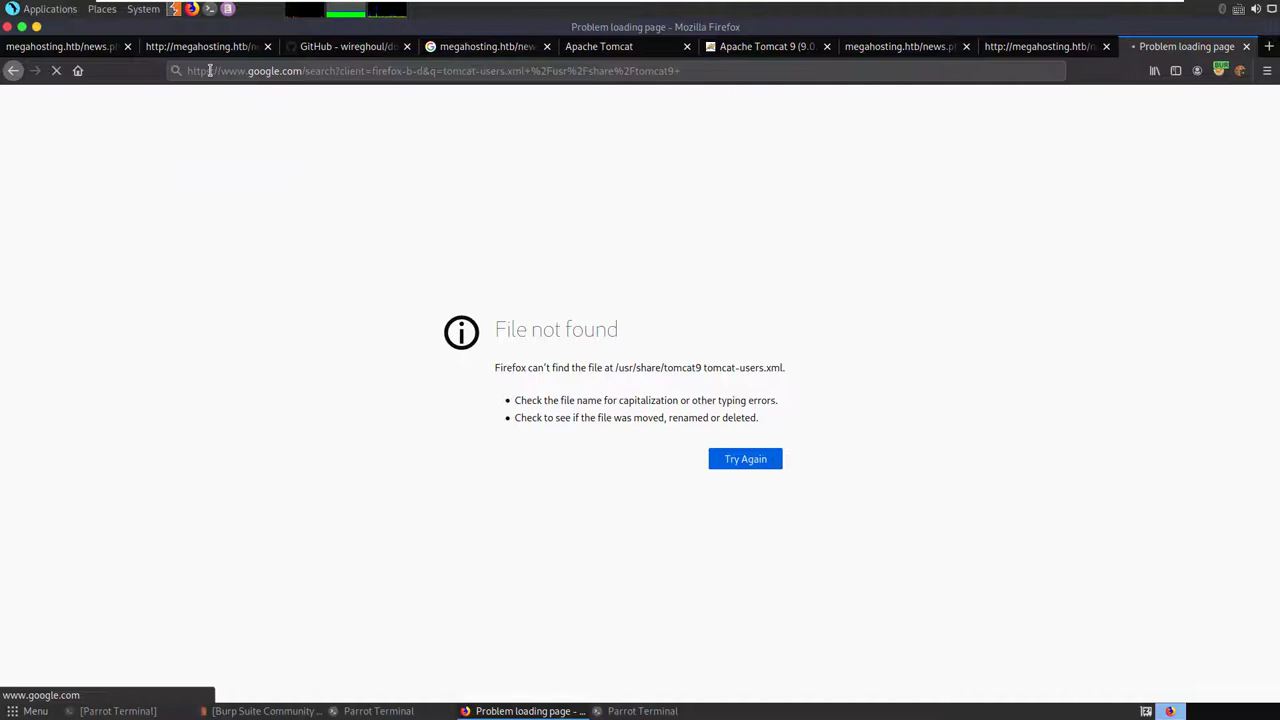 Applications Places System
Problem loading page - Mozilla Firefox
megahosting.htb/news.pl
http://megahosting.htb/n
GitHub - wireghoul/do
megahosting.htb/new
Apache Tomcat
Apache Tomcat 9 (9.0
megahosting.htb/news.pl
http://megahosting.htb/n
Problem loading page
https://www.google.com/search?client=firefox-b-d&q=tomcat-users.xml+%2Fusr%2Fshare%2Ftomcat9+
BUR
File not found
Firefox can't find the file at /usr/share/tomcat9 tomcat-users.xml.
Check the file name for capitalization or other typing errors.
Check to see if the file was moved, renamed or deleted.
Try Again
www.google.com
Menu
[Parrot Terminal]
[Burp Suite Community ...
Parrot Terminal
Problem loading page - ...
Parrot Terminal